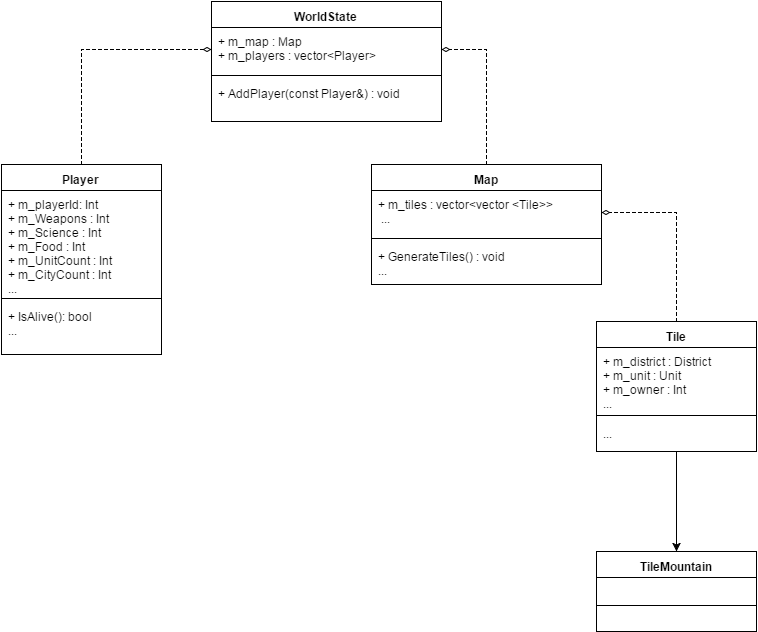 WorldState
+ m_map : Map
+ m_players : vector<Player>
+ AddPlayer(const Player&) : void
Player
+ m_playerId: Int
+ m_Weapons : Int
+ m_Science : Int
+ m_Food : Int
+ m_UnitCount : Int
+ m_CityCount : Int
...
+ IsAlive(): bool
...
Map
+ m_tiles : vector<vector <Tile>>
...
+ GenerateTiles() : void
...
Tile
+ m_district : District
+ m_unit : Unit
+ m_owner : Int
...
...
TileMountain